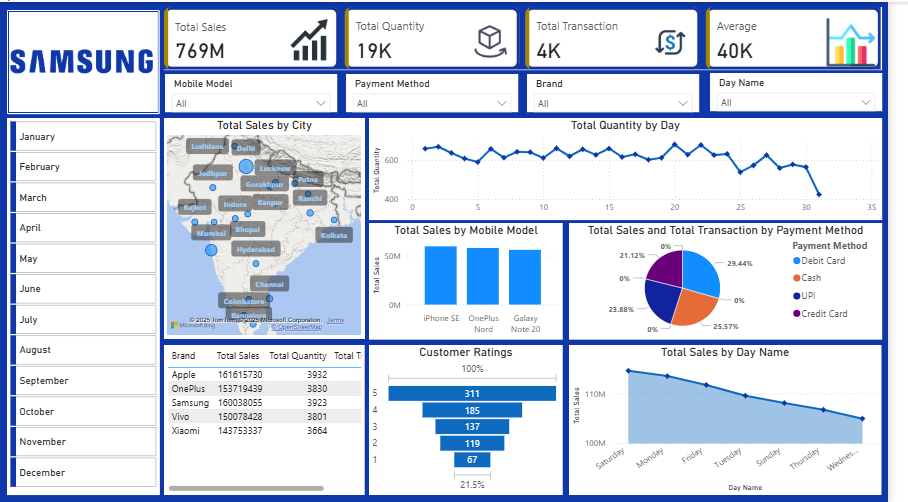 SAMSUNG
Total Sales
769M
Total Quantity
19K
Total Transaction
4K
Average
40K
Mobile Model
All
Payment Method
All
Brand
All
Day Name
All
January
February
March
April
May
June
July
August
September
October
November
December
Total Sales by City
Ludhiana
Delhi
Lucknow
Jodhpur
Gorakhpur
Patna
Rajkot
Indore
Kanpur
Ranchi
Mumbai
Bhopal
Kolkata
Hyderabad
Chennai
Coimbatore
Bangalore
Microsoft Bing
© 2025 TomTom, © 2025 Microsoft Corporation, Terms
© OpenStreetMap
Total Quantity by Day
Total Quantity
600
400
0 5 10 15 20 25 30 35
Total Sales by Mobile Model
Total Sales
50M
0M
iPhone SE
OnePlus
Nord
Galaxy
Note 20
Total Sales and Total Transaction by Payment Method
0%
21.12%
29.44%
0%
0%
23.88%
25.57%
0%
Payment Method
Debit Card
Cash
UPI
Credit Card
Brand Total Sales Total Quantity Total T
Apple 161615730 3932
OnePlus 153719439 3830
Samsung 160038055 3923
Vivo 150078428 3801
Xiaomi 143753337 3664
Customer Ratings
100%
5 311
4 185
3 137
2 119
1 67
21.5%
Total Sales by Day Name
Total Sales
110M
100M
Saturday
Monday
Friday
Tuesday
Sunday
Thursday
Wednes...
Day Name